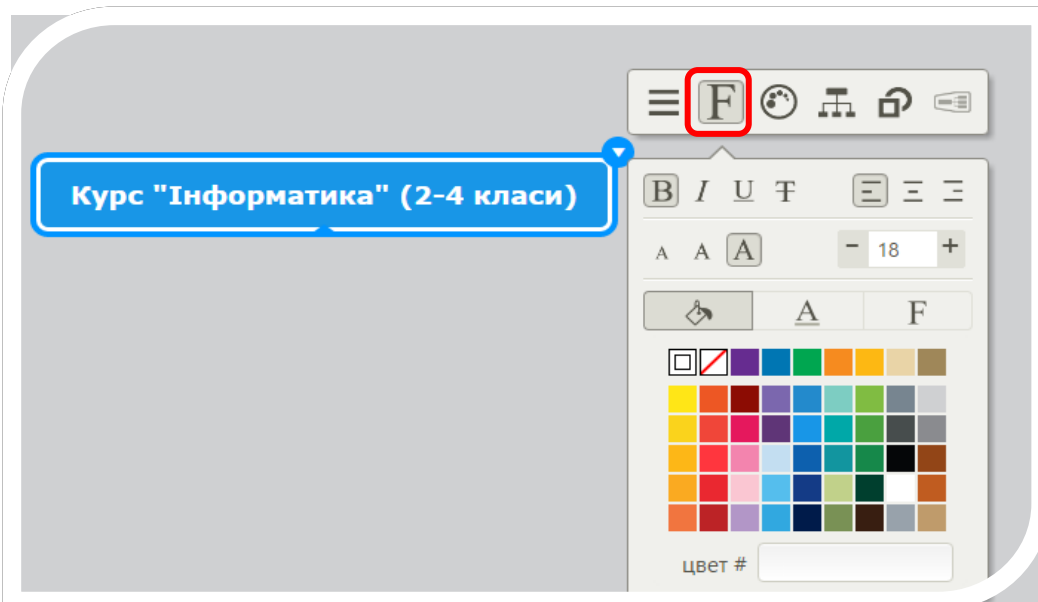 F
Курс "Інформатика" (2-4 класи)
B I U T
A A A - 18 +
A F
цвет #